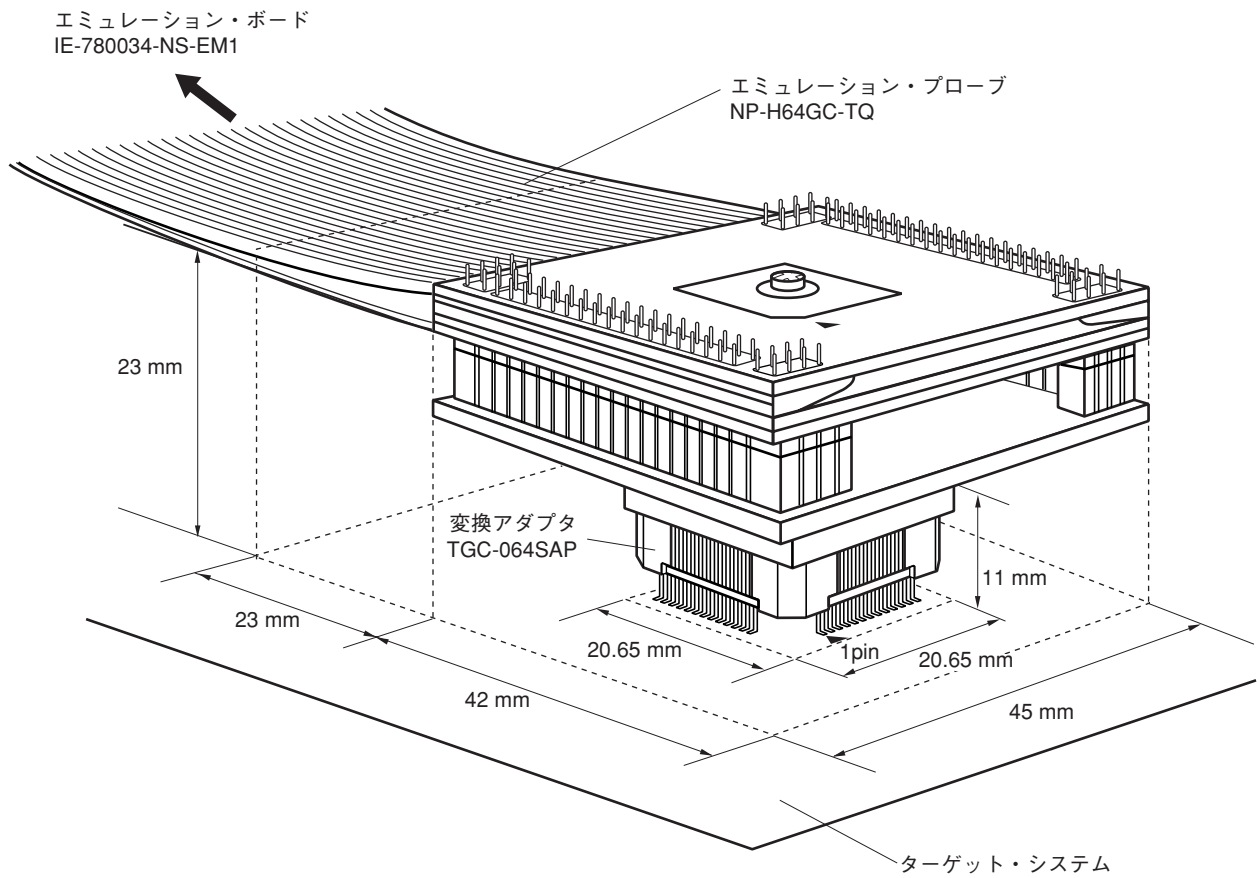 エミュレーション・ボード
IE-780034-NS-EM1
エミュレーション・プローブ
NP-H64GC-TQ
23 mm
変換アダプタ
TGC-064SAP
11 mm
23 mm
20.65 mm
1pin
20.65 mm
42 mm
45 mm
ターゲット・システム